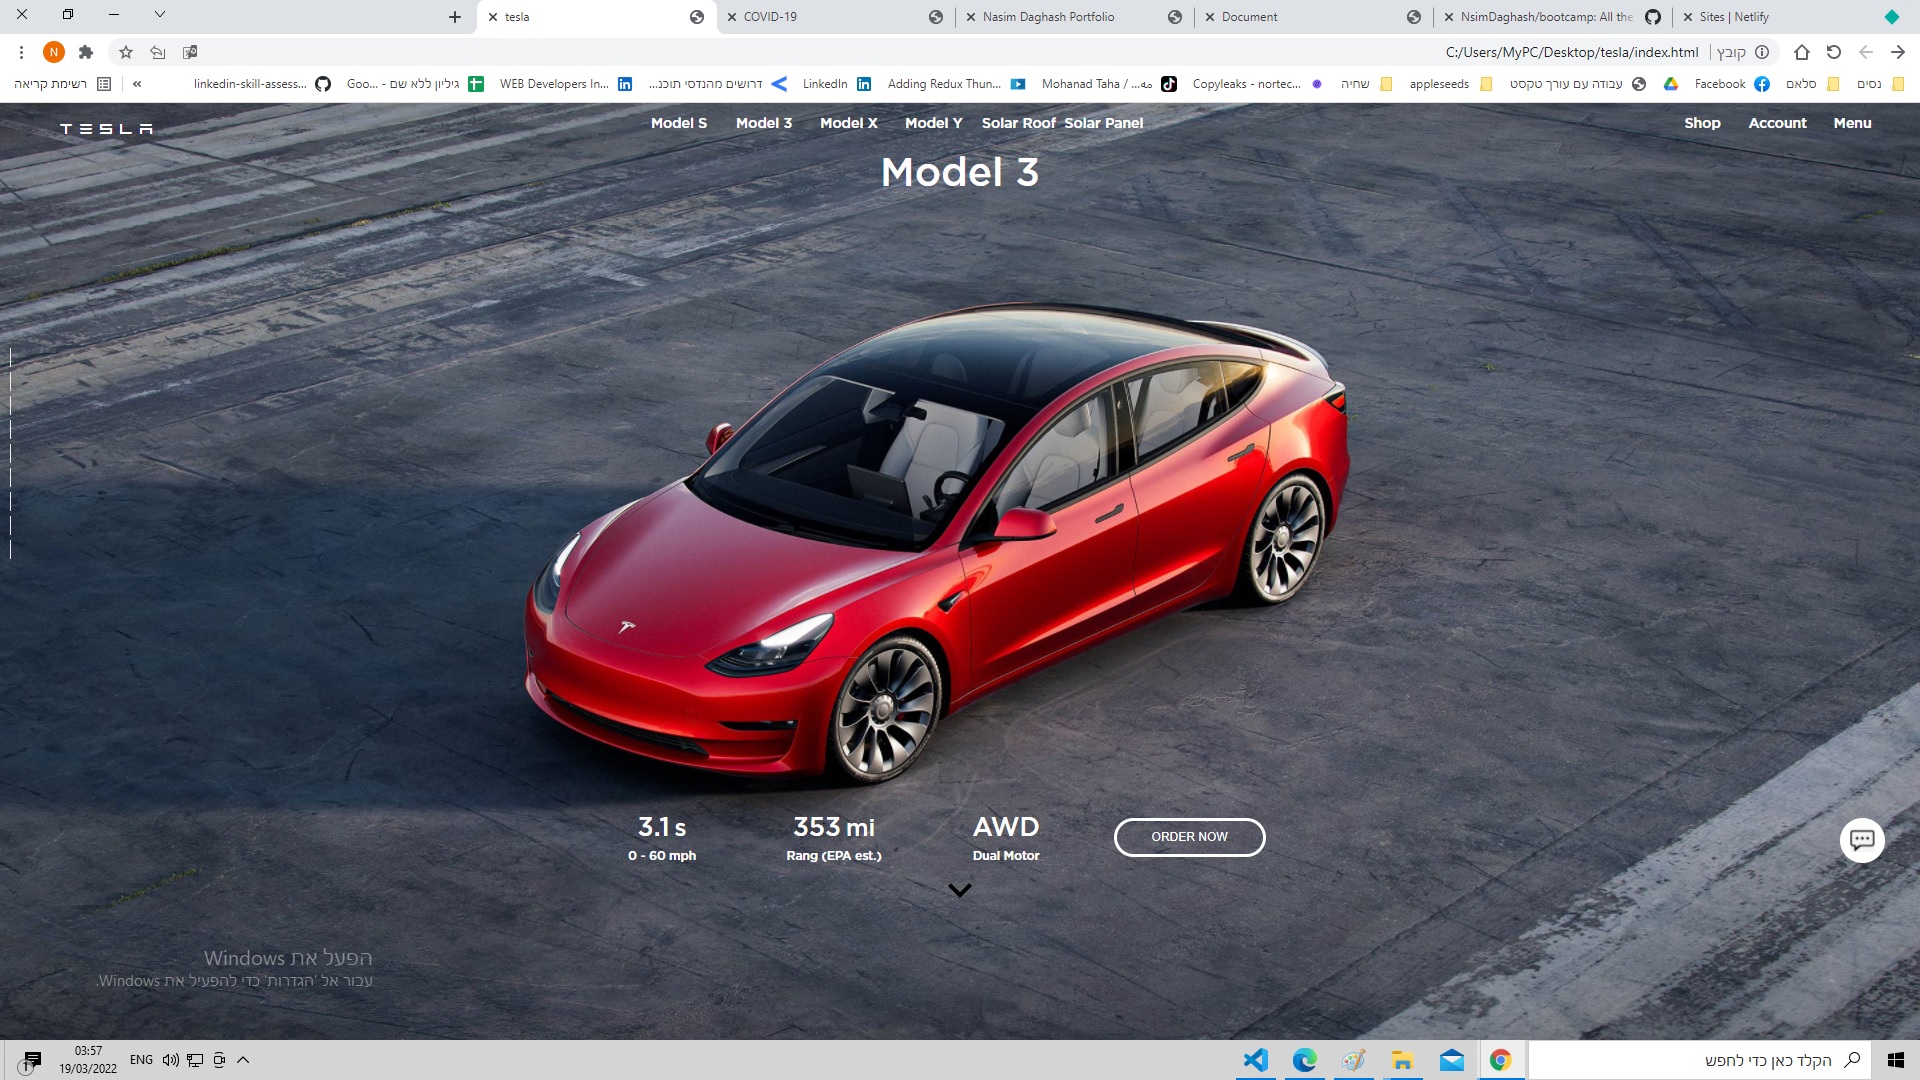 tesla
COVID-19
Nasim Daghash Portfolio
Document
NsimDaghash/bootcamp: All the
Sites | Netlify
N
C:/Users/MyPC/Desktop/tesla/index.html
קובץ
רשימת קריאה
linkedin-skill-assess...
גיליון ללא שם - Goo...
WEB Developers In...
דרושים מהנדסי תוכנ...
LinkedIn
Adding Redux Thun...
Mohanad Taha / مه...
Copyleaks - nortec...
שחיה
appleseeds
עבודה עם עורך טקסט
Facebook
סלאם
נסים
TESLA
Model S
Model 3
Model X
Model Y
Solar Roof
Solar Panel
Shop
Account
Menu
Model 3
3.1 s
0 - 60 mph
353 mi
Rang (EPA est.)
AWD
Dual Motor
ORDER NOW
הפעל את Windows
עבור אל 'הגדרות' כדי להפעיל את Windows.
1
03:57
19/03/2022
ENG
הקלד כאן כדי לחפש